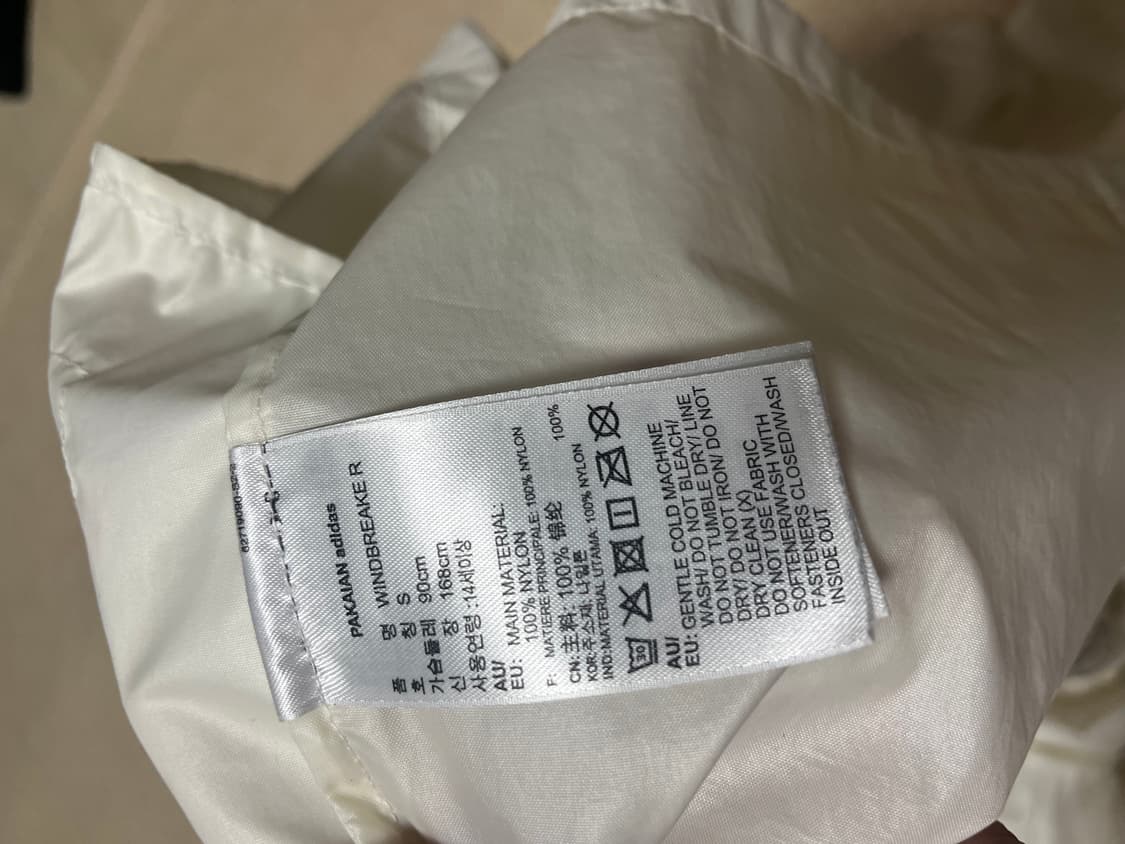 PAKAIAN adidas
품 명 WINDBREAKE R
호 칭 S
가슴둘레 90cm
신 장 168cm
사용연령 :14세이상
AU/
EU: MAIN MATERIAL:
100% NYLON
F: MATIERE PRINCIPALE: 100% NYLON
CN: 主料: 100% 锦纶 100%
KOR: 주소재: 나일론
IND:MATERIAL UTAMA: 100% NYLON
30
AU/
EU: GENTLE COLD MACHINE
WASH/ DO NOT BLEACH/
DO NOT TUMBLE DRY/ LINE
DRY/ DO NOT IRON/ DO NOT
DRY CLEAN (X)
DO NOT USE FABRIC
SOFTENER/WASH WITH
FASTENERS CLOSED/WASH
INSIDE OUT